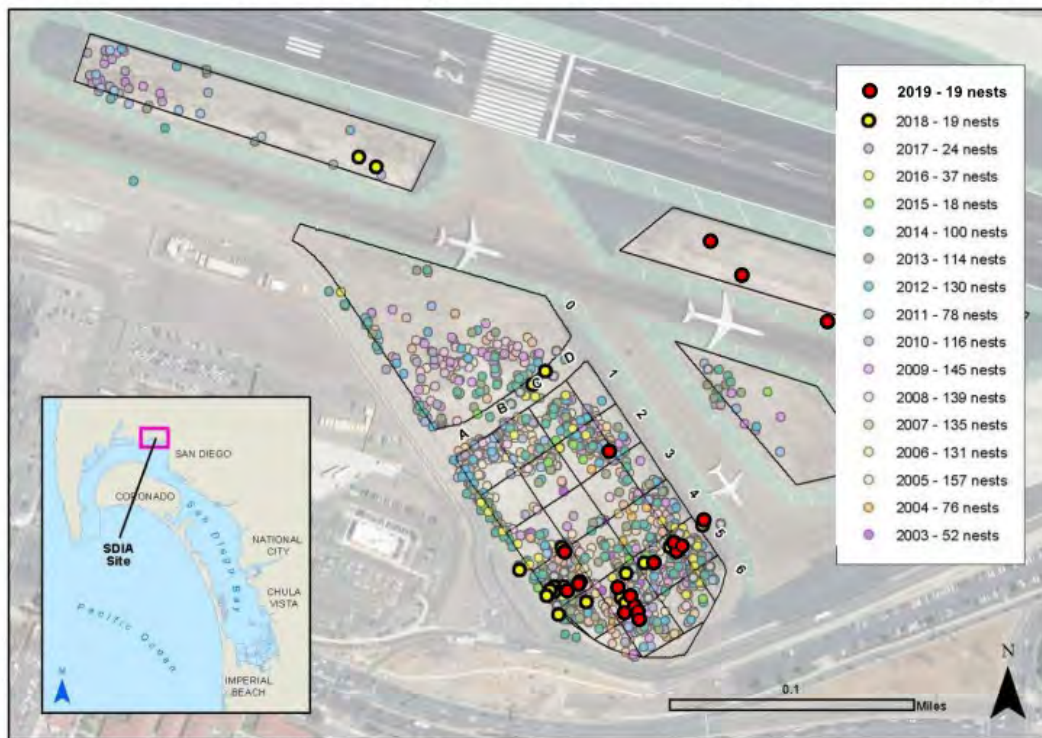 27
2019 - 19 nests
2018 - 19 nests
2017 - 24 nests
2016 - 37 nests
2015 - 18 nests
2014 - 100 nests
2013 - 114 nests
2012 - 130 nests
2011 - 78 nests
2010 - 116 nests
2009 - 145 nests
2008 - 139 nests
2007 - 135 nests
2006 - 131 nests
2005 - 157 nests
2004 - 76 nests
2003 - 52 nests
0
D
C
B
A
1
2
3
4
5
6
SAN DIEGO
CORONADO
San Diego Bay
SDIA
Site
NATIONAL
CITY
CHULA
VISTA
Pacific Ocean
IMPERIAL
BEACH
N
N
0.1
Miles